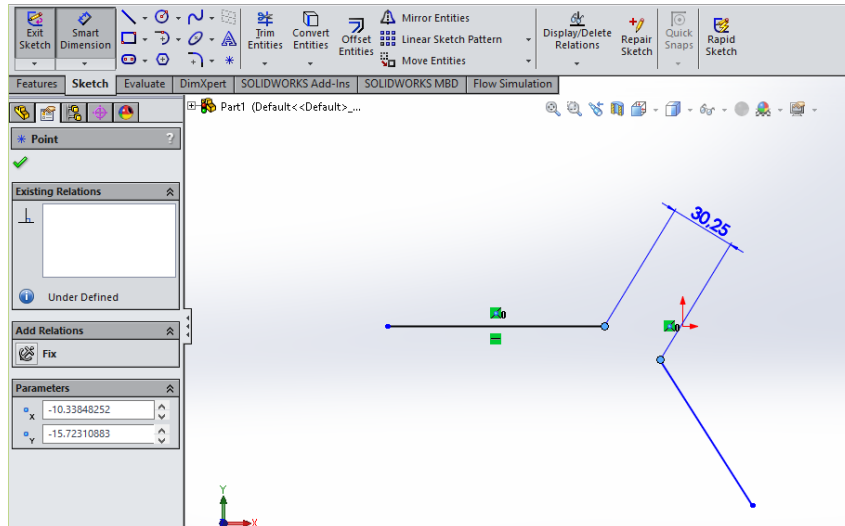 Exit Sketch
Smart Dimension
Trim Entities
Convert Entities
Offset Entities
Mirror Entities
Linear Sketch Pattern
Move Entities
Display/Delete Relations
Repair Sketch
Quick Snaps
Rapid Sketch
Features
Sketch
Evaluate
DimXpert
SOLIDWORKS Add-Ins
SOLIDWORKS MBD
Flow Simulation
Part1 (Default<<Default>_...
Point
?
Existing Relations
Under Defined
Add Relations
Fix
Parameters
X
-10.33848252
Y
-15.72310883
30,25
0
0
Y
X